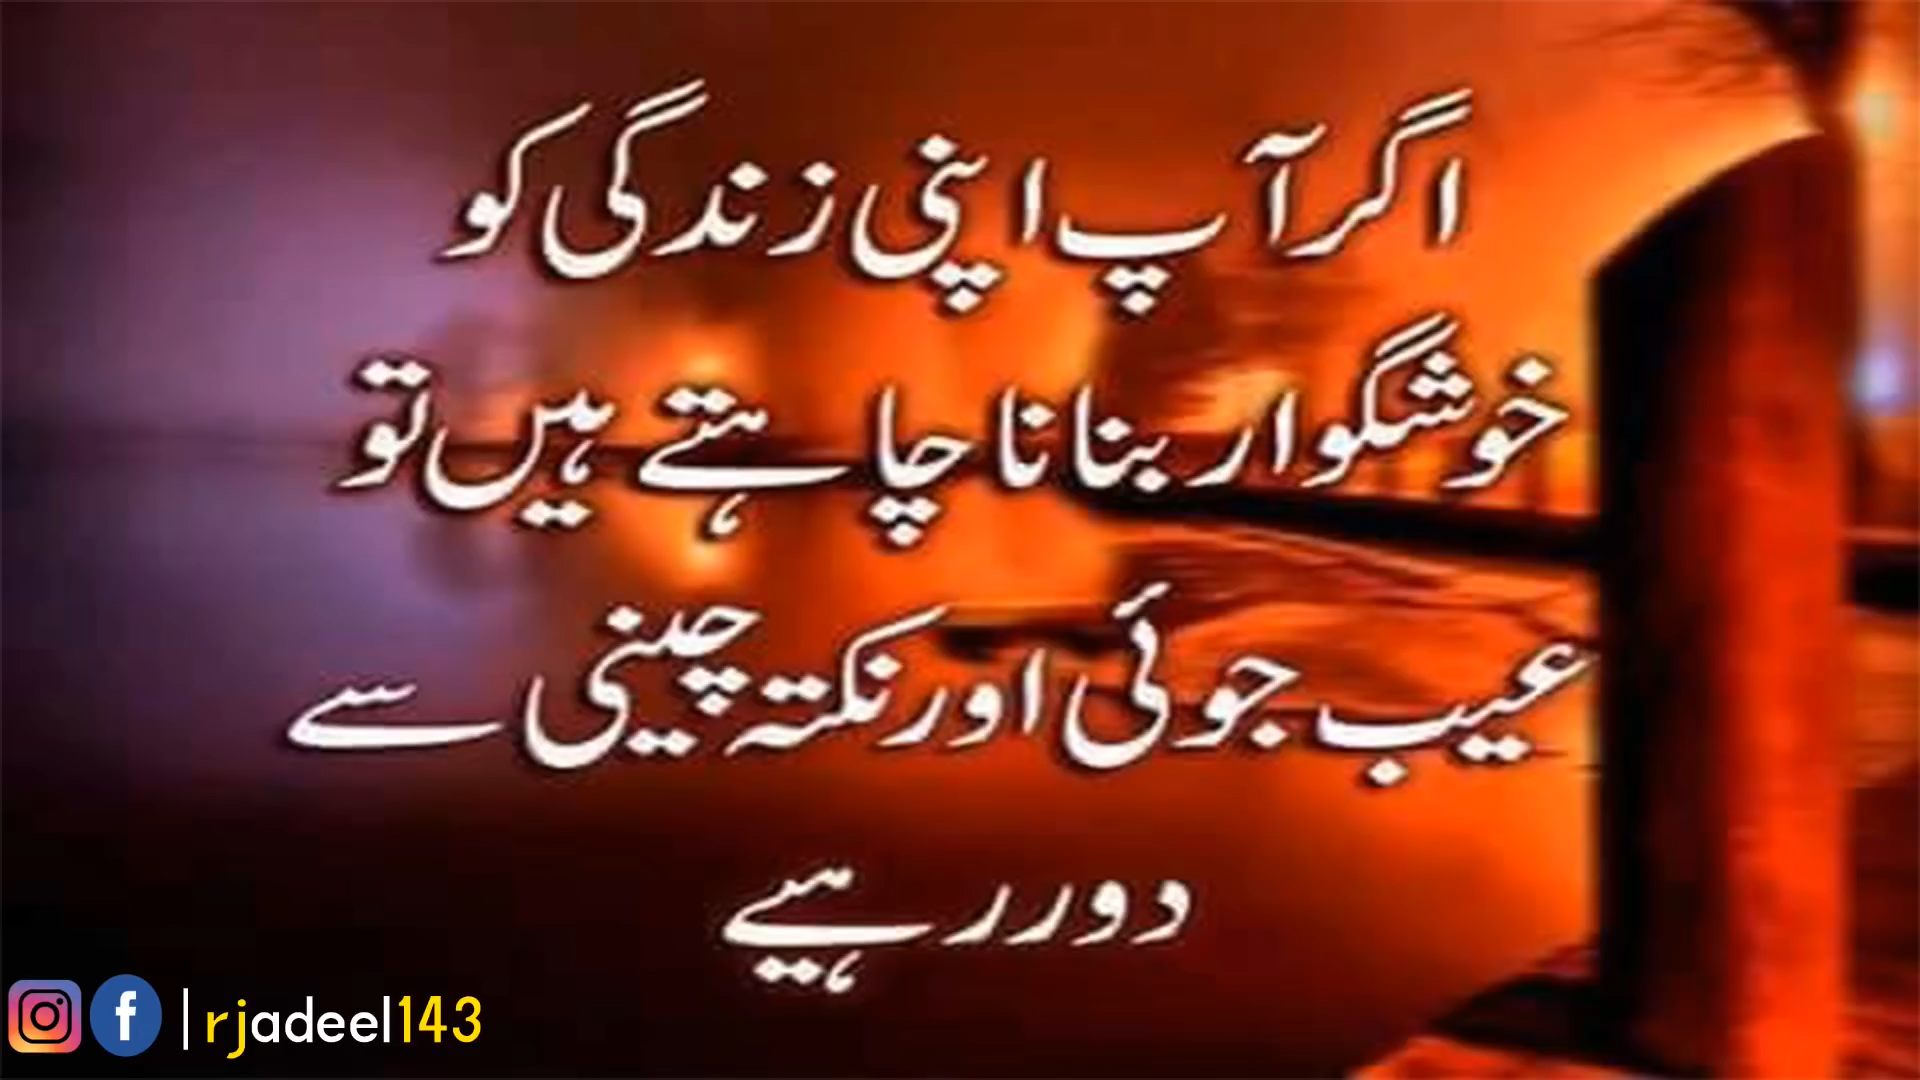 اگر آپ اپنی زندگی کو
خوشگوار بنانا چاہتے ہیں تو
عیب جوئی اور نکتہ چینی سے
دور رہیے
|rjadeel143